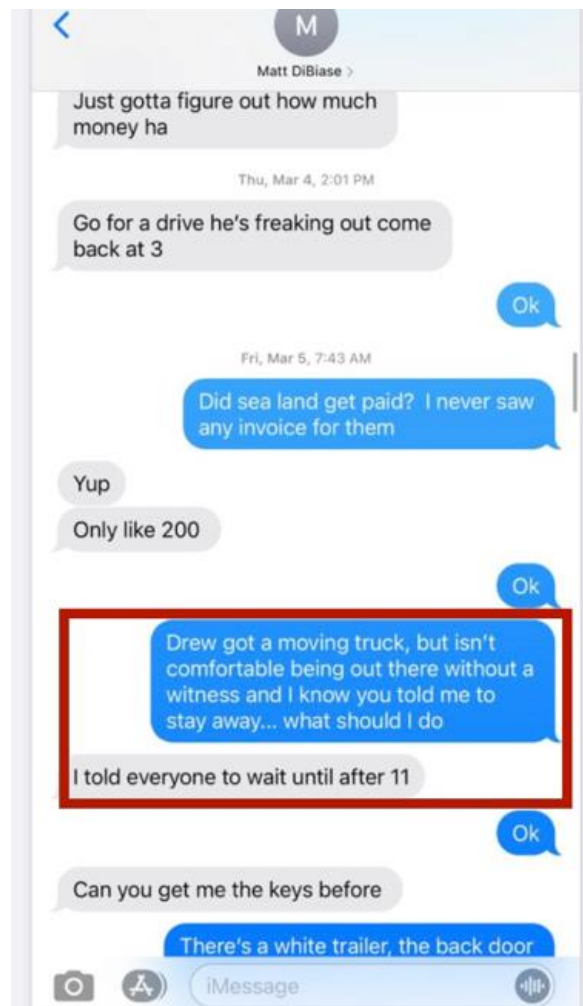 M
Matt DiBiase >
Just gotta figure out how much
money ha
Thu, Mar 4, 2:01 PM
Go for a drive he's freaking out come
back at 3
Ok
Fri, Mar 5, 7:43 AM
Did sea land get paid?  I never saw
any invoice for them
Yup
Only like 200
Ok
Drew got a moving truck, but isn't
comfortable being out there without a
witness and I know you told me to
stay away... what should I do
I told everyone to wait until after 11
Ok
Can you get me the keys before
There's a white trailer, the back door
iMessage